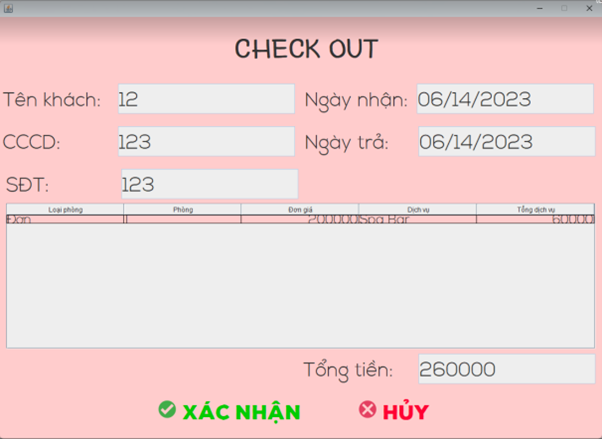 CHECK OUT
Tên khách: 12 Ngày nhận: 06/14/2023
CCCD: 123 Ngày trả: 06/14/2023
SĐT: 123
Loại phòng Phòng Đơn giá Dịch vụ Tổng dịch vụ
Đơn 200000 Spa,Bar 60000
Tổng tiền: 260000
XÁC NHẬN HỦY